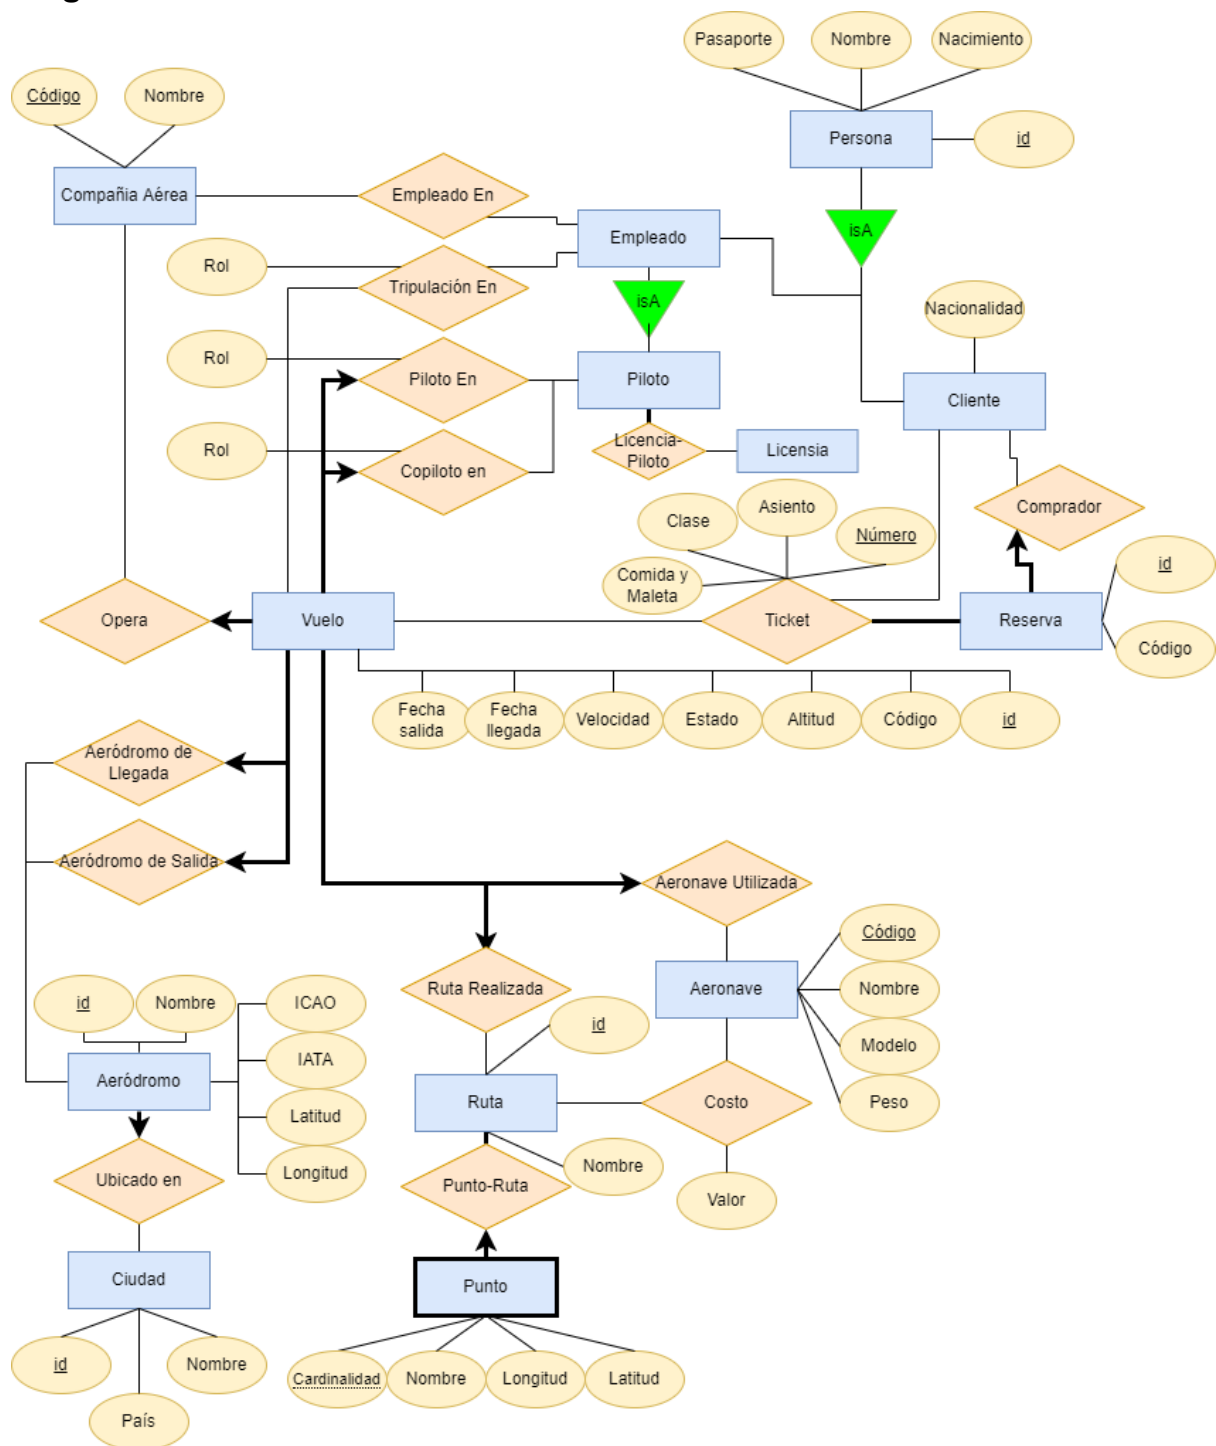 Pasaporte
Nombre
Nacimiento
Código
Nombre
Persona
id
Compañia Aérea
Empleado En
isA
Empleado
Rol
Tripulación En
isA
Nacionalidad
Rol
Piloto En
Piloto
Cliente
Rol
Copiloto en
Licencia-
Piloto
Licensia
Clase
Asiento
Número
Comprador
Comida y
Maleta
id
Opera
Vuelo
Ticket
Reserva
Código
Fecha
salida
Fecha
llegada
Velocidad
Estado
Altitud
Código
id
Aeródromo de
Llegada
Aeródromo de Salida
Aeronave Utilizada
Código
id
Nombre
ICAO
Ruta Realizada
Aeronave
Nombre
id
IATA
Modelo
Aeródromo
Ruta
Costo
Peso
Latitud
Ubicado en
Longitud
Punto-Ruta
Nombre
Valor
Ciudad
Punto
id
Nombre
Cardinalidad
Nombre
Longitud
Latitud
País